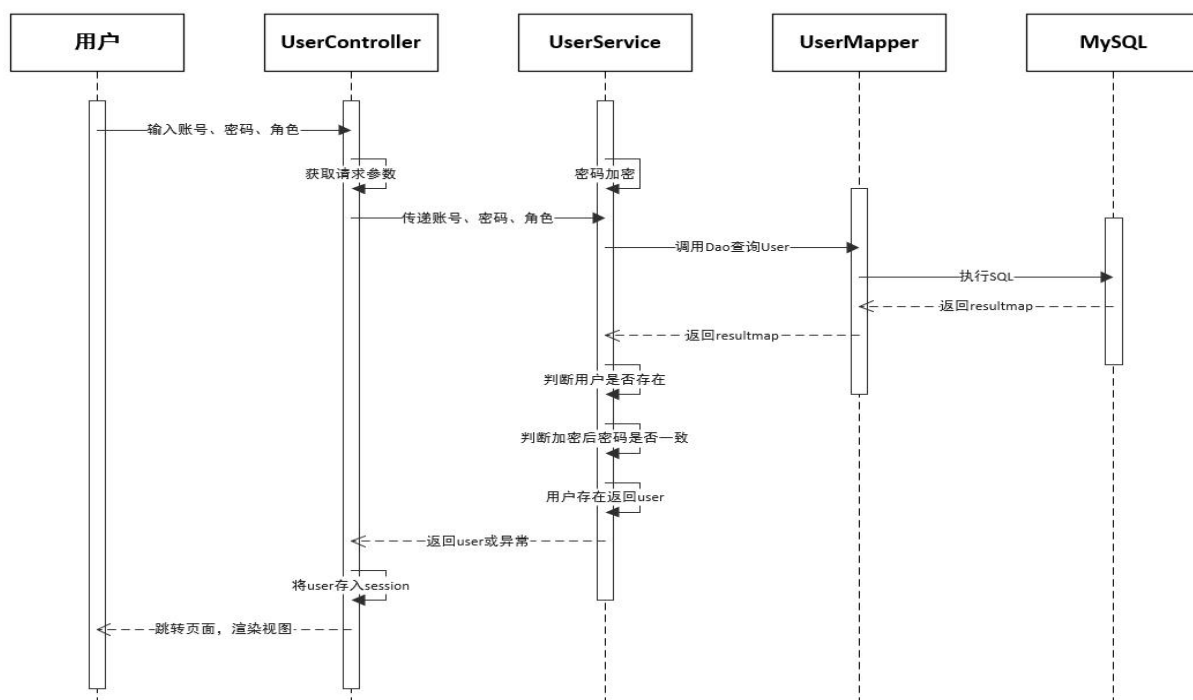 用户
UserController
UserService
UserMapper
MySQL
输入账号、密码、角色
获取请求参数
密码加密
传递账号、密码、角色
调用Dao查询User
执行SQL
返回resultmap
返回resultmap
判断用户是否存在
判断加密后密码是否一致
用户存在返回user
返回user或异常
将user存入session
跳转页面，渲染视图